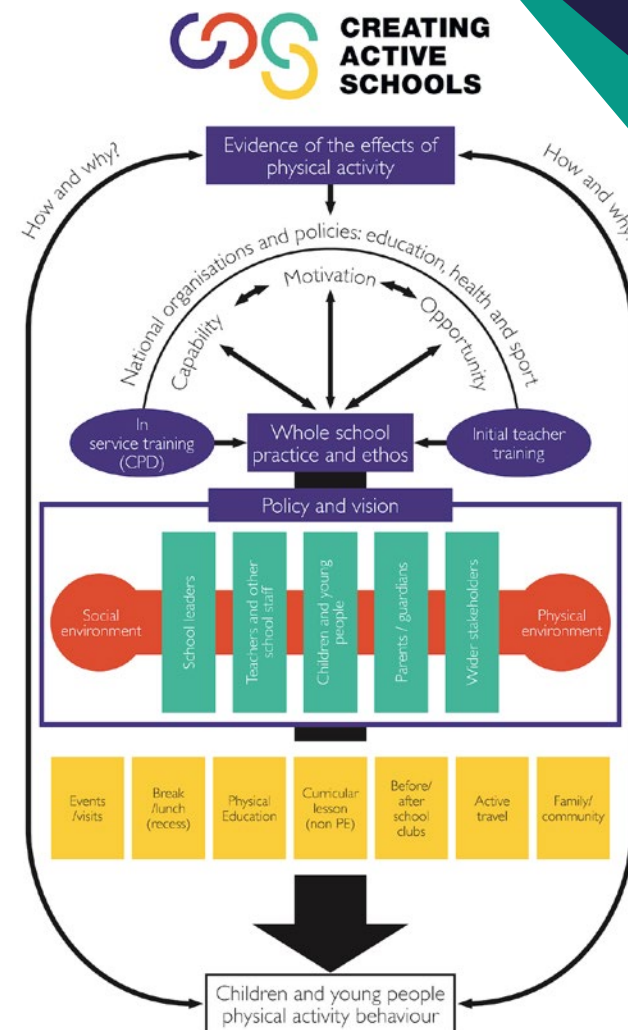 CREATING
ACTIVE
SCHOOLS
How and why?
Evidence of the effects of
physical activity
How and why?
National organisations and policies: education, health and sport
Capability
Motivation
Opportunity
In
service training
(CPD)
Whole school
practice and ethos
Initial teacher
training
Policy and vision
Social
environment
School leaders
Teachers and other
school staff
Children and young
people
Parents / guardians
Wider stakeholders
Physical
environment
Events
/visits
Break
/lunch
(recess)
Physical
Education
Curricular
lesson
(non PE)
Before/
after
school
clubs
Active
travel
Family/
community
Children and young people
physical activity behaviour